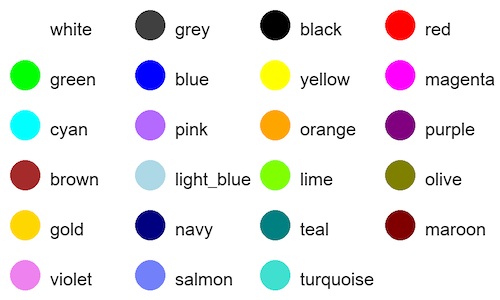 white grey black red
green blue yellow magenta
cyan pink orange purple
brown light_blue lime olive
gold navy teal maroon
violet salmon turquoise